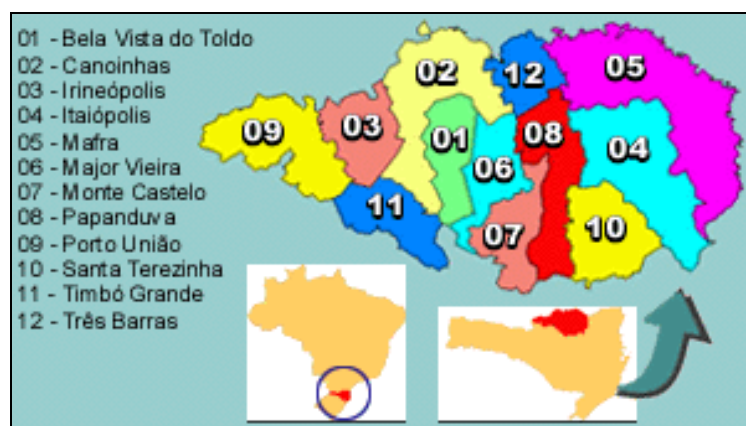 01 - Bela Vista do Toldo
02 - Canoinhas
03 - Irineópolis
04 - Itaiópolis
05 - Mafra
06 - Major Vieira
07 - Monte Castelo
08 - Papanduva
09 - Porto União
10 - Santa Terezinha
11 - Timbó Grande
12 - Três Barras
02
12
05
09
03
01
08
04
06
11
07
10